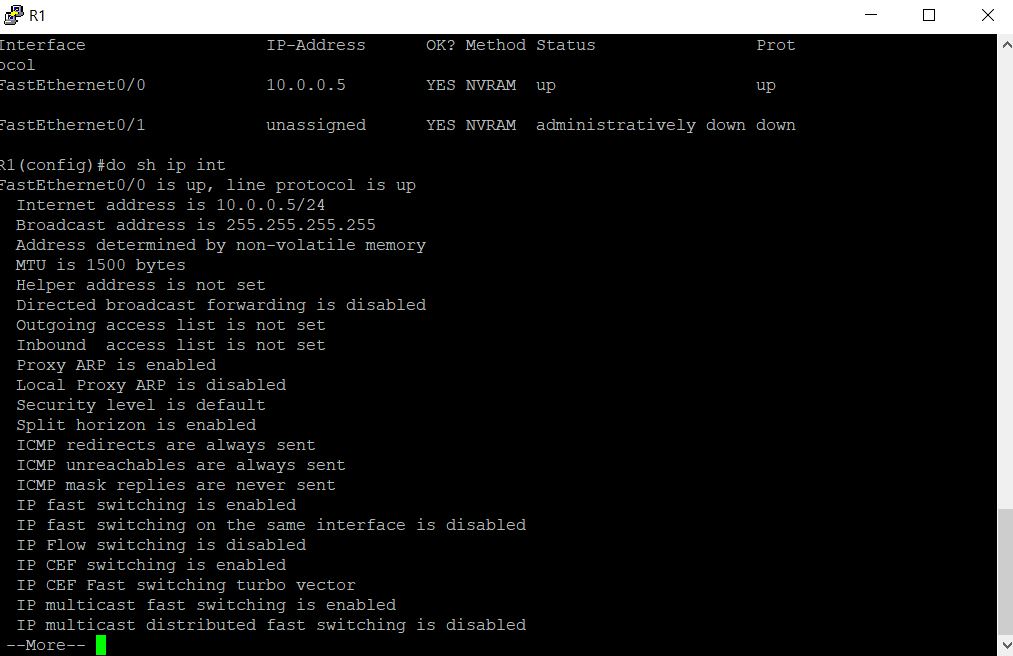 R1
Interface                  IP-Address      OK? Method Status                Prot
ocol
FastEthernet0/0            10.0.0.5        YES NVRAM  up                    up
FastEthernet0/1            unassigned      YES NVRAM  administratively down down
R1(config)#do sh ip int
FastEthernet0/0 is up, line protocol is up
  Internet address is 10.0.0.5/24
  Broadcast address is 255.255.255.255
  Address determined by non-volatile memory
  MTU is 1500 bytes
  Helper address is not set
  Directed broadcast forwarding is disabled
  Outgoing access list is not set
  Inbound  access list is not set
  Proxy ARP is enabled
  Local Proxy ARP is disabled
  Security level is default
  Split horizon is enabled
  ICMP redirects are always sent
  ICMP unreachables are always sent
  ICMP mask replies are never sent
  IP fast switching is enabled
  IP fast switching on the same interface is disabled
  IP Flow switching is disabled
  IP CEF switching is enabled
  IP CEF Fast switching turbo vector
  IP multicast fast switching is enabled
  IP multicast distributed fast switching is disabled
 --More--